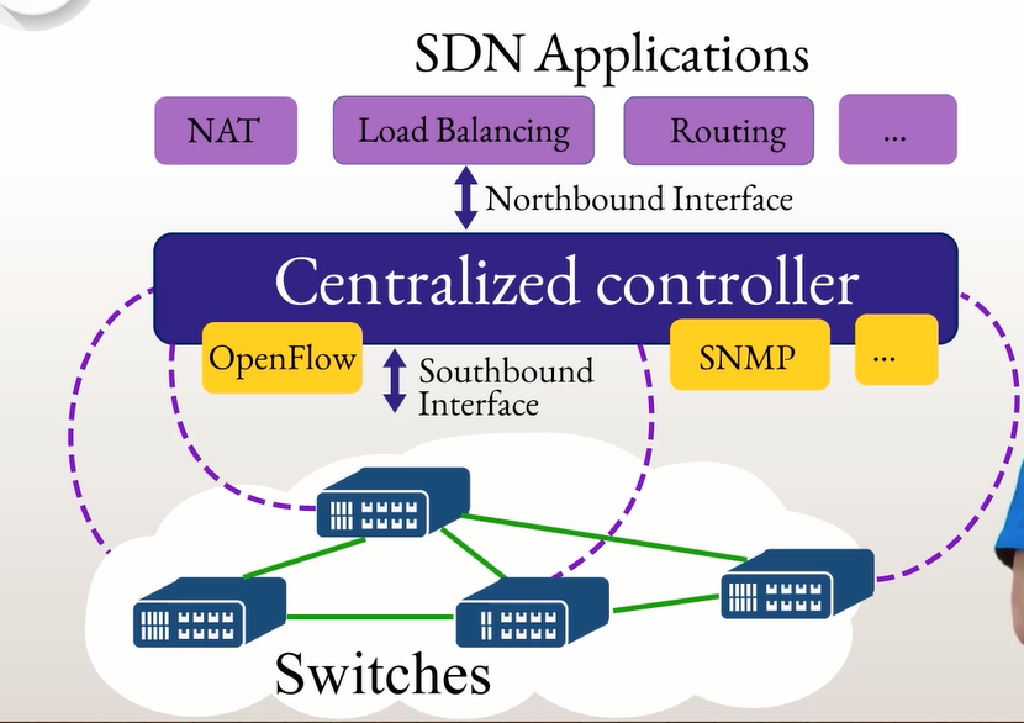 SDN Applications
NAT
Load Balancing
Routing
...
Northbound Interface
Centralized controller
OpenFlow
Southbound
Interface
SNMP
...
Switches